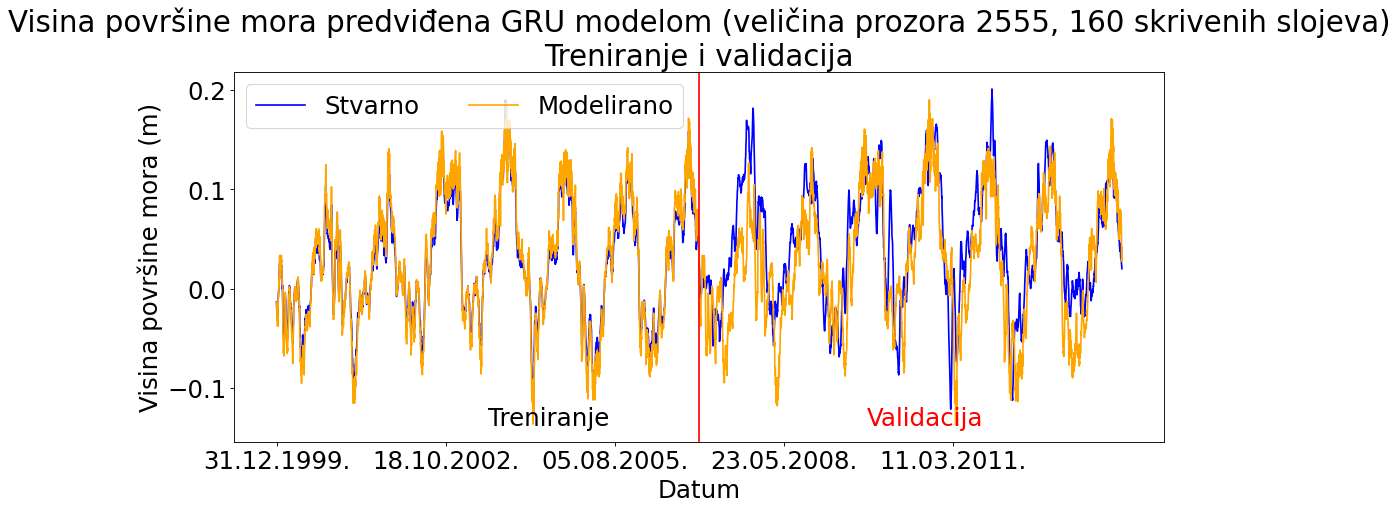 Visina površine mora predviđena GRU modelom (veličina prozora 2555, 160 skrivenih slojeva)
Treniranje i validacija
Stvarno
Modelirano
Visina površine mora (m)
0.2
0.1
0.0
−0.1
Treniranje
Validacija
31.12.1999.
18.10.2002.
05.08.2005.
23.05.2008.
11.03.2011.
Datum